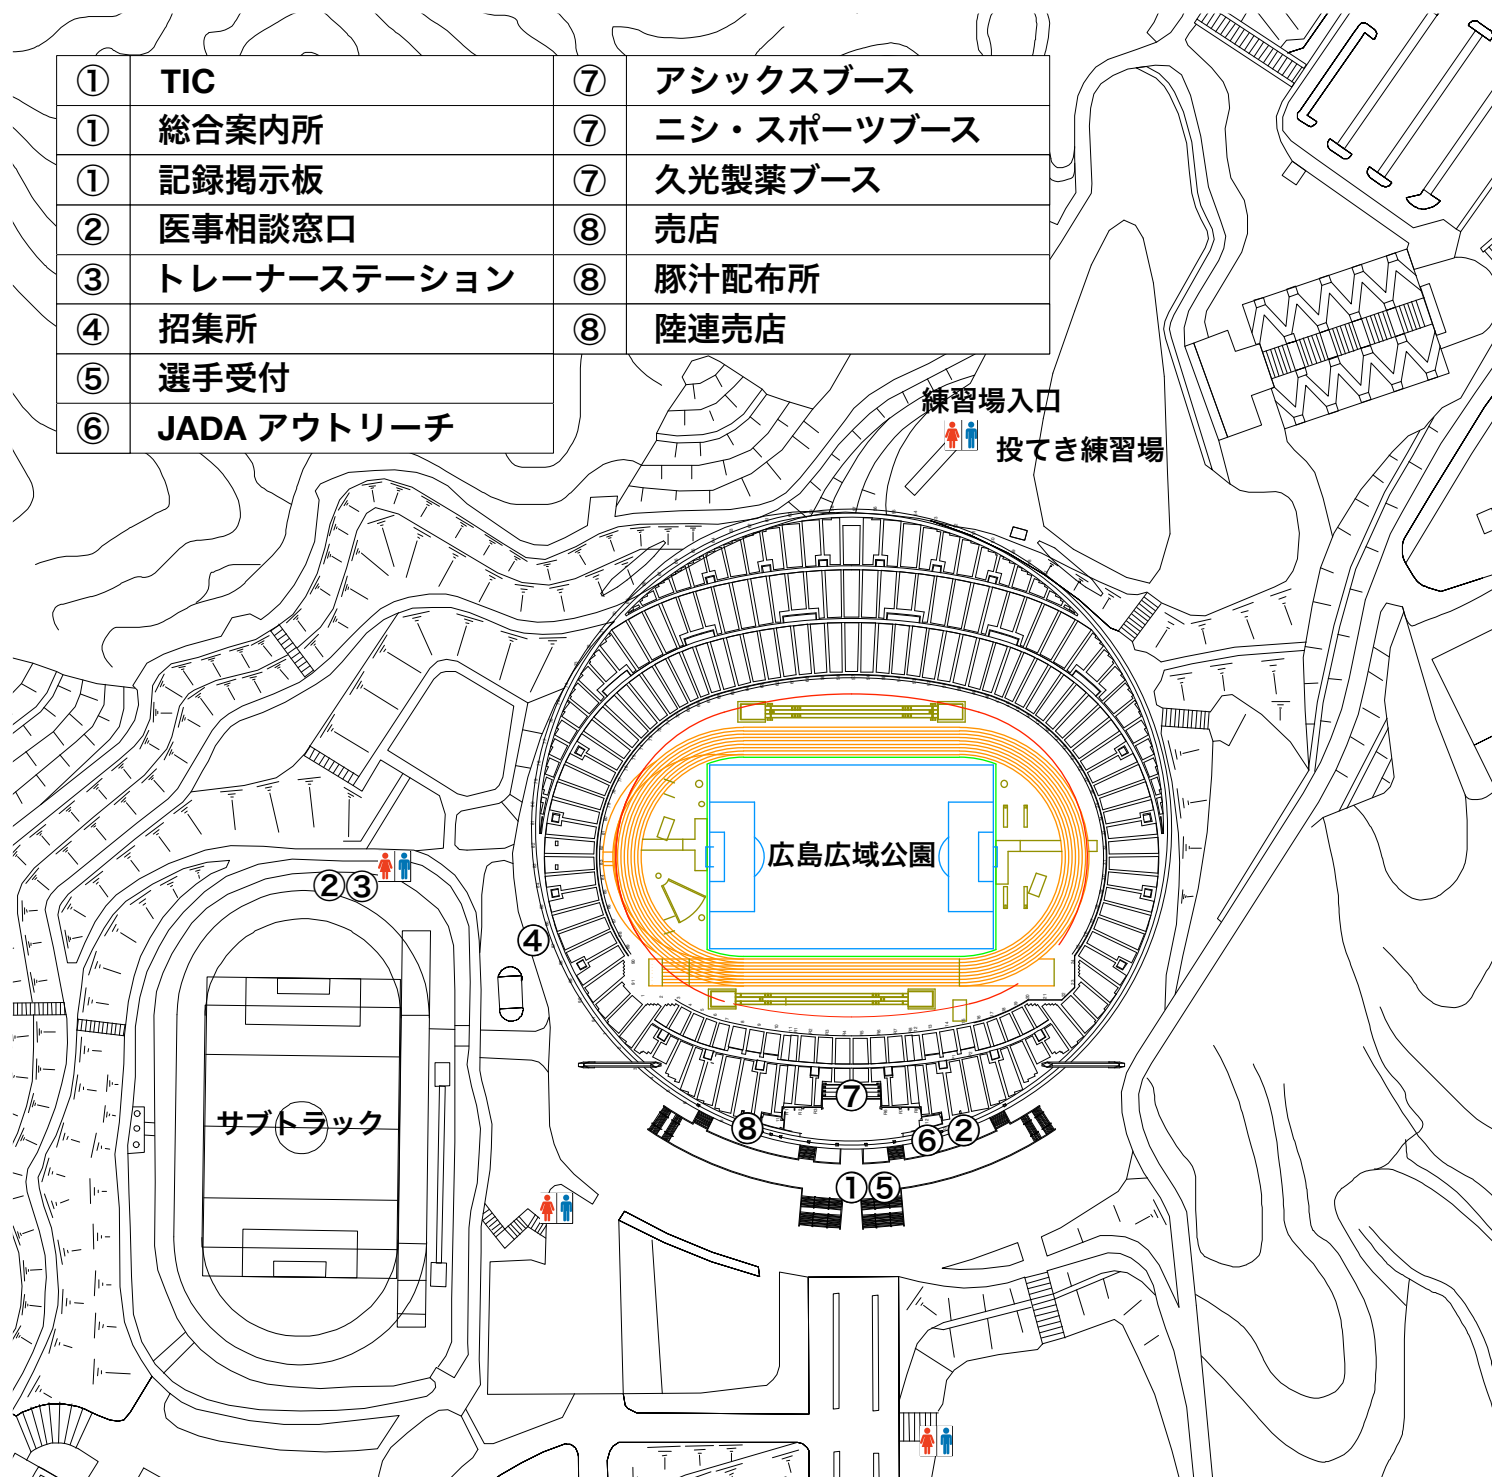 ① TIC ⑦ アシックスブース
① 総合案内所 ⑦ ニシ・スポーツブース
① 記録掲示板 ⑦ 久光製薬ブース
② 医事相談窓口 ⑧ 売店
③ トレーナーステーション ⑧ 豚汁配布所
④ 招集所 ⑧ 陸連売店
⑤ 選手受付
⑥ JADA アウトリーチ
練習場入口
投てき練習場
広島広域公園
②③
④
サブトラック
⑦
⑧
⑥②
①⑤